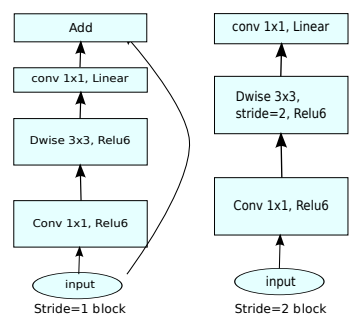 Add
conv 1x1, Linear
Dwise 3x3, Relu6
Conv 1x1, Relu6
input
Stride=1 block
conv 1x1, Linear
Dwise 3x3,
stride=2, Relu6
Conv 1x1, Relu6
input
Stride=2 block